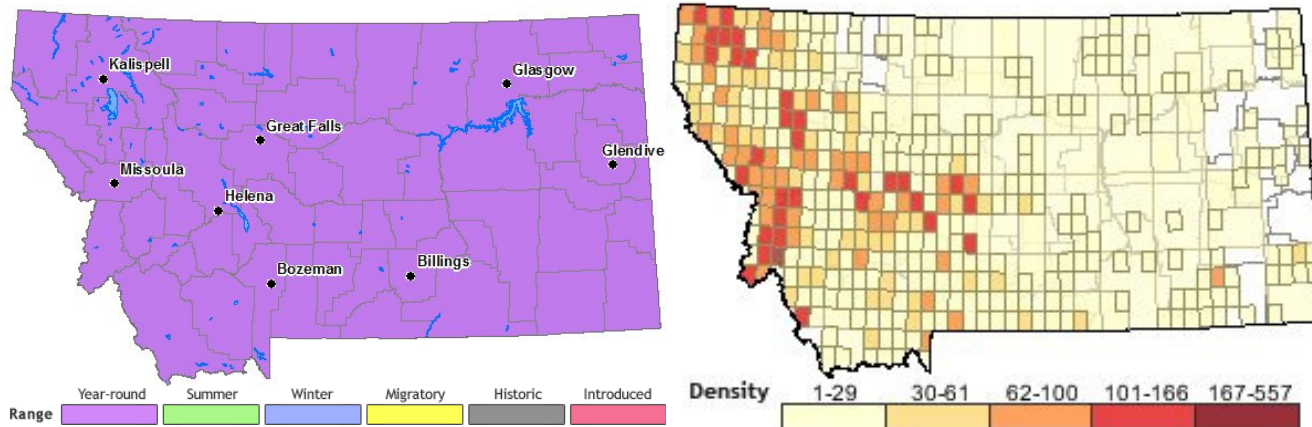 Kalispell
Glasgow
Great Falls
Glendive
Missoula
Helena
Bozeman
Billings
Year-round Summer Winter Migratory Historic Introduced
Range
Density 1-29 30-61 62-100 101-166 167-557